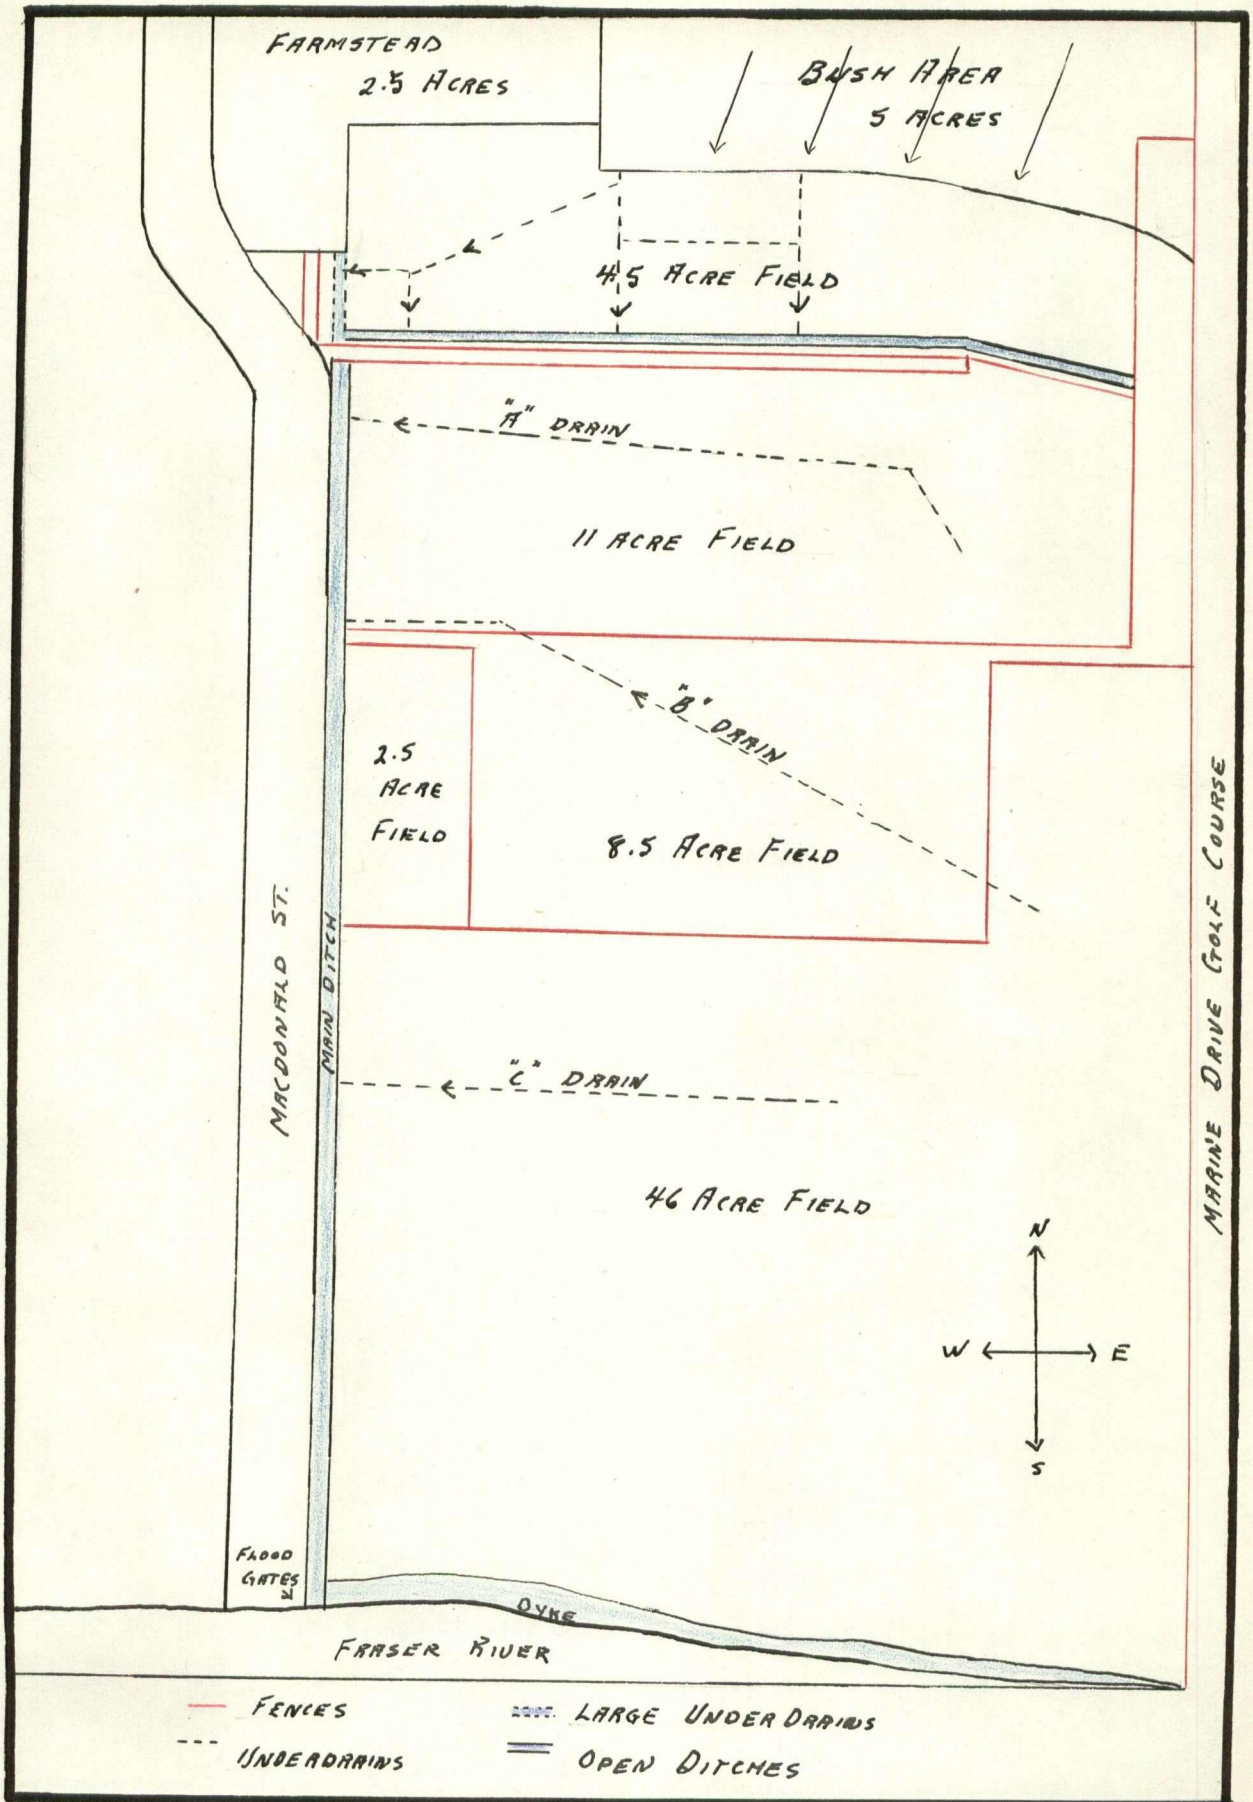 FARMSTEAD
2.5 ACRES
BUSH AREA
5 ACRES
4.5 ACRE FIELD
"A" DRAIN
11 ACRE FIELD
"B" DRAIN
2.5
ACRE
FIELD
8.5 ACRE FIELD
MACDONALD ST.
MAIN DITCH
MARINE DRIVE GOLF COURSE
"C" DRAIN
46 ACRE FIELD
N
W E
S
FLOOD
GATES
DYKE
FRASER RIVER
FENCES
LARGE UNDER DRAINS
UNDERDRAINS
OPEN DITCHES